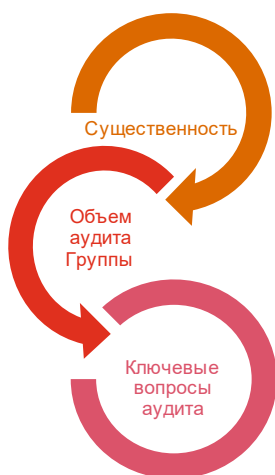 Существенность
Объем
аудита
Группы
Ключевые
вопросы
аудита